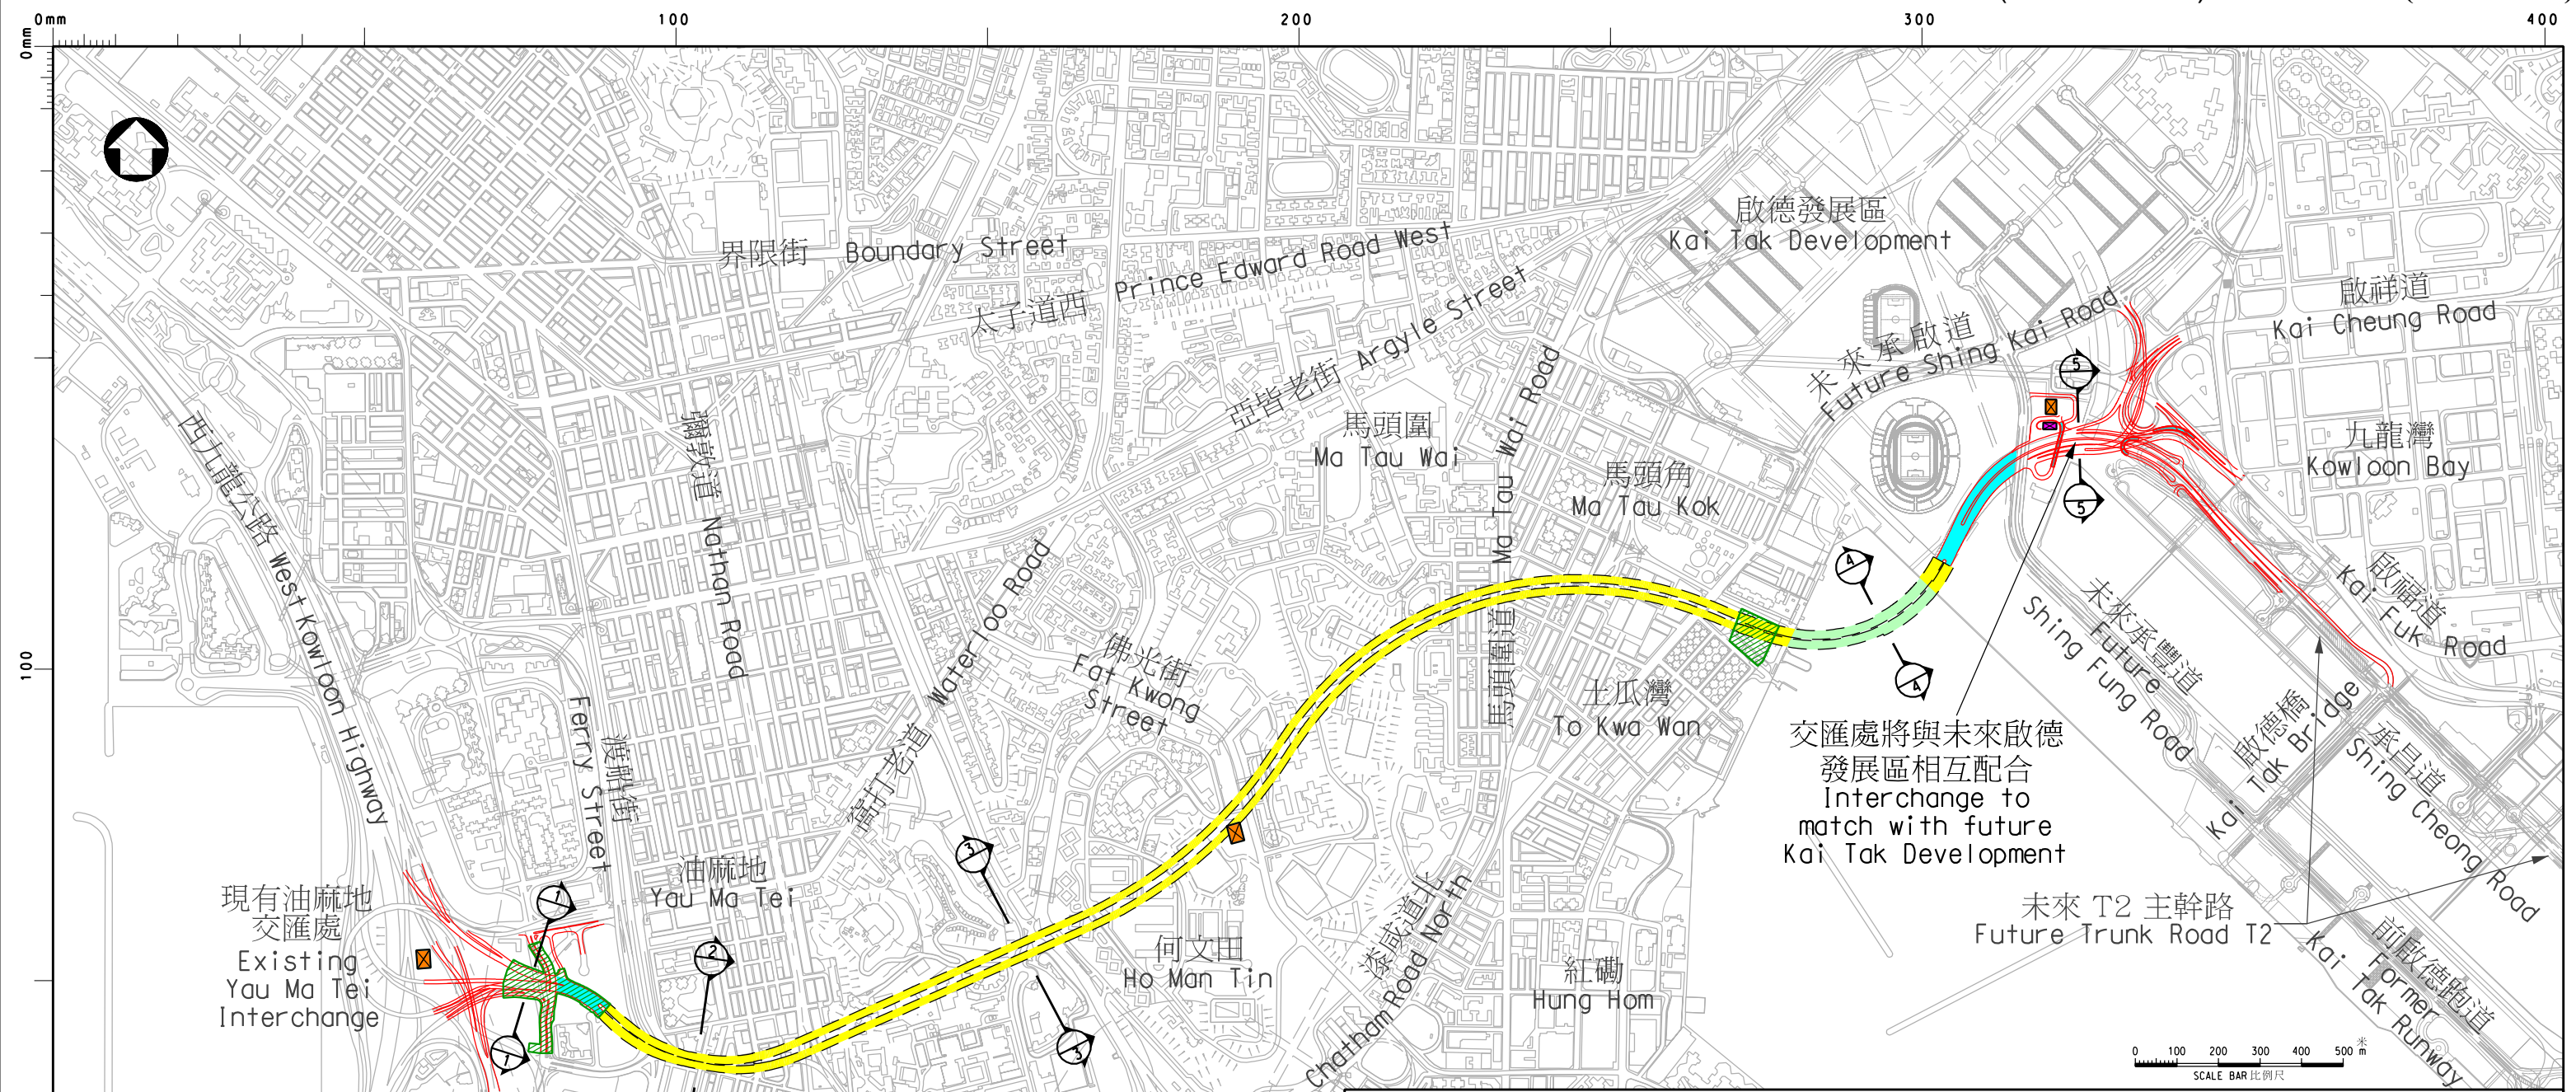 0mm
100
200
300
400
0mm
100
界限街 Boundary Street
太子道西 Prince Edward Road West
亞皆老街 Argyle Street
啟德發展區
Kai Tak Development
未來承啟道
Future Shing Kai Road
啟祥道
Kai Cheung Road
九龍灣
Kowloon Bay
5
5
西九龍公路 West Kowloon Highway
彌敦道 Nathan Road
馬頭圍
Ma Tau Wai
馬頭圍道 Ma Tau Wai Road
馬頭角
Ma Tau Kok
窩打老道 Waterloo Road
佛光街
Fat Kwong
Street
4
4
未來承豐道
Future
Shing Fung Road
啟福道
Kai Fuk Road
渡船街
Ferry Street
土瓜灣
To Kwa Wan
交匯處將與未來啟德
發展區相互配合
Interchange to
match with future
Kai Tak Development
啟德橋
Kai Tak Bridge
承昌道
Shing Cheong Road
現有油麻地
交匯處
Existing
Yau Ma Tei
Interchange
油麻地
Yau Ma Tei
1
1
2
3
3
何文田
Ho Man Tin
漆咸道北
Chatham Road North
紅磡
Hung Hom
未來 T2 主幹路
Future Trunk Road T2
前啟德跑道
Former
Kai Tak Runway
0 100 200 300 400 500 米 m
SCALE BAR 比例尺